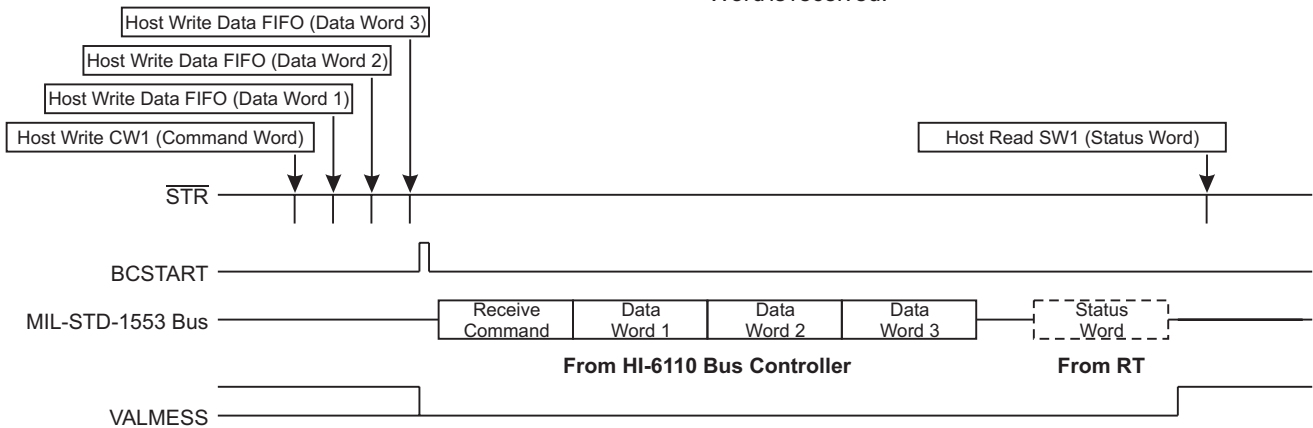 Host Write Data FIFO (Data Word 3)
Host Write Data FIFO (Data Word 2)
Host Write Data FIFO (Data Word 1)
Host Write CW1 (Command Word)
Host Read SW1 (Status Word)
STR
BCSTART
MIL-STD-1553 Bus
Receive
Command
Data
Word 1
Data
Word 2
Data
Word 3
Status
Word
From HI-6110 Bus Controller
From RT
VALMESS